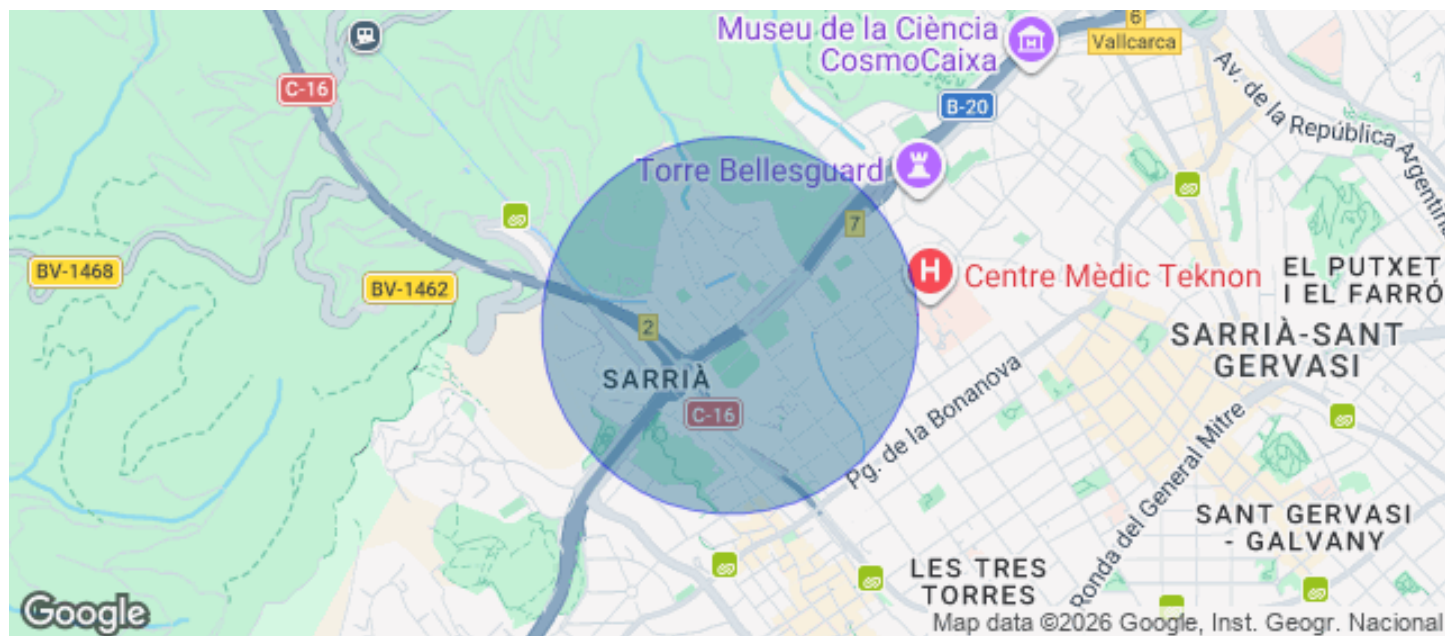 Museu de la Ciència
CosmoCaixa
6
Vallcarca
Av. de la República Argentina
C-16
B-20
Torre Bellesguard
7
BV-1468
BV-1462
Centre Mèdic Teknon
EL PUTXET
I EL FARRÓ
2
SARRIÀ-SANT
GERVASI
SARRIÀ
C-16
Pg. de la Bonanova
Ronda del General Mitre
SANT GERVASI
- GALVANY
LES TRES
TORRES
Google
Map data ©2026 Google, Inst. Geogr. Nacional